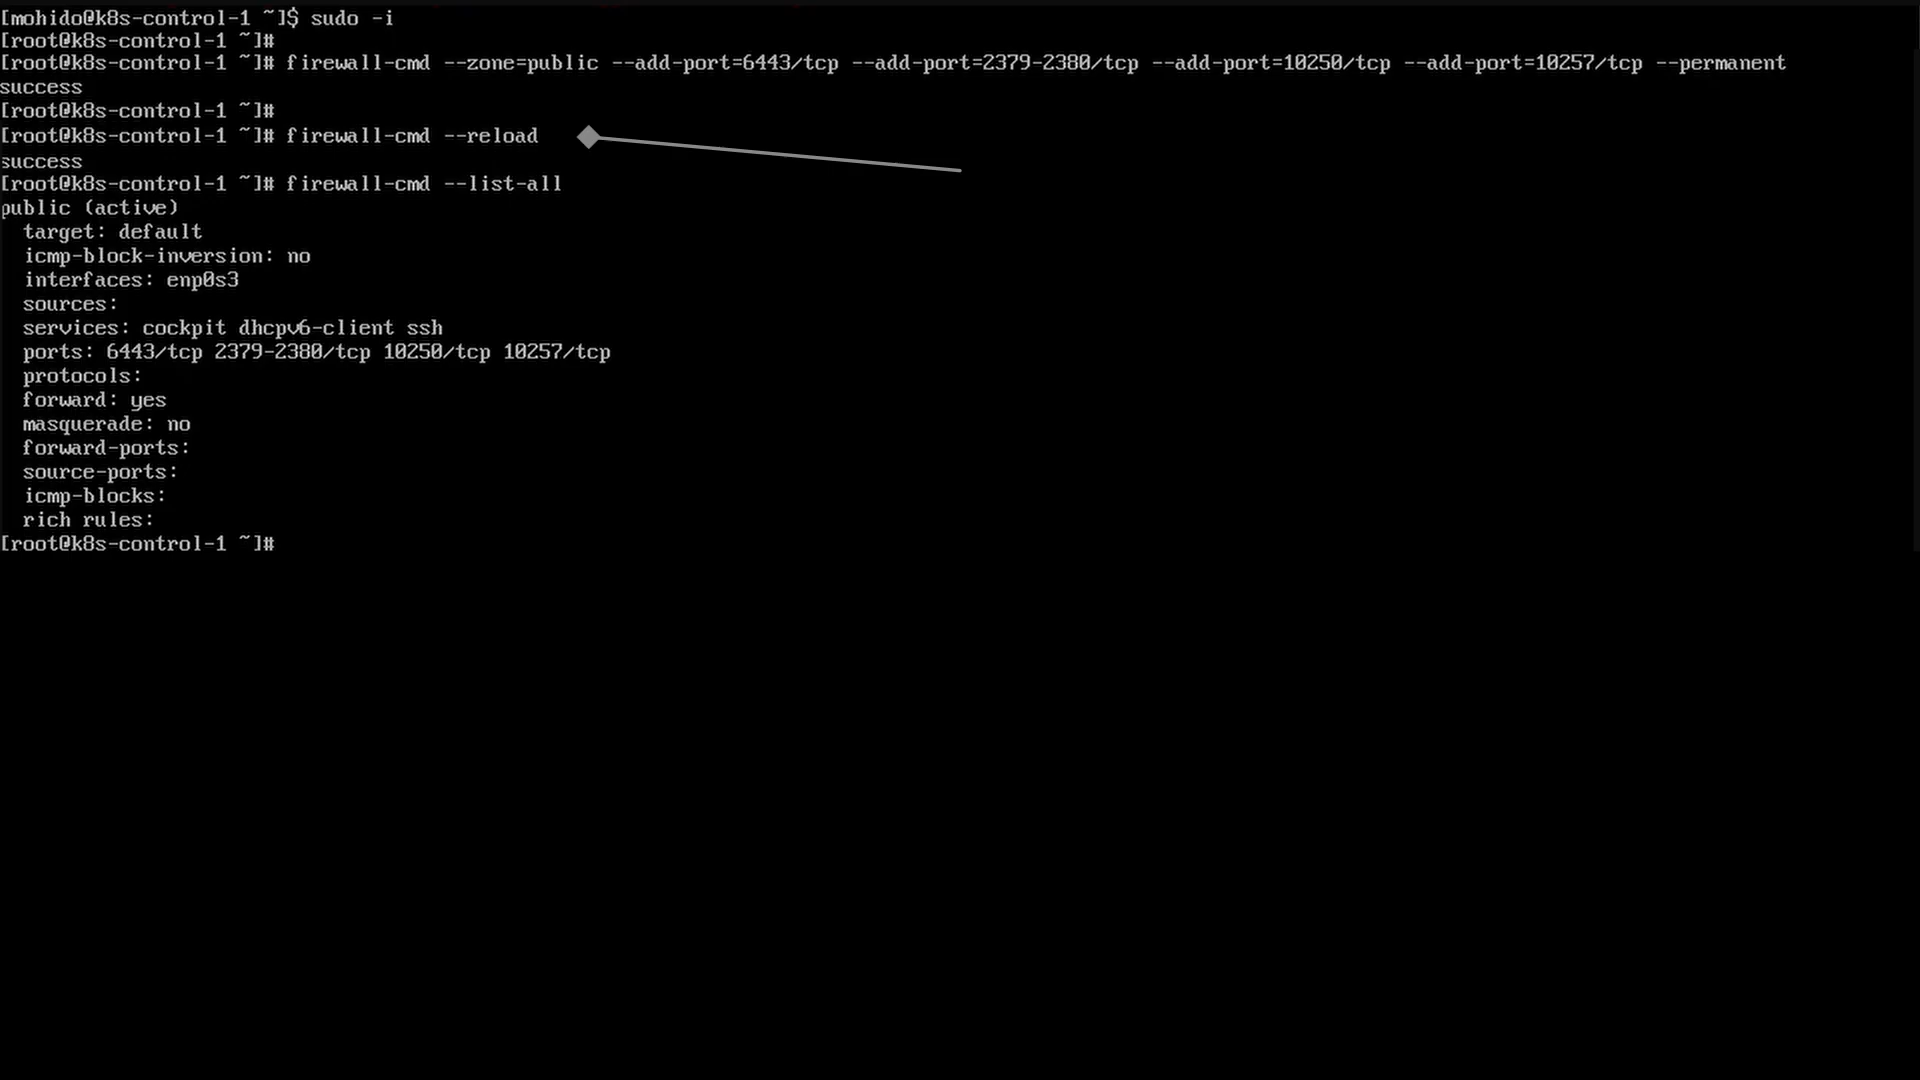 [mohido@k8s-control-1 ~]$ sudo -i
[root@k8s-control-1 ~]#
[root@k8s-control-1 ~]# firewall-cmd --zone=public --add-port=6443/tcp --add-port=2379-2380/tcp --add-port=10250/tcp --add-port=10257/tcp --permanent
success
[root@k8s-control-1 ~]#
[root@k8s-control-1 ~]# firewall-cmd --reload
success
[root@k8s-control-1 ~]# firewall-cmd --list-all
public (active)
  target: default
  icmp-block-inversion: no
  interfaces: enp0s3
  sources:
  services: cockpit dhcpv6-client ssh
  ports: 6443/tcp 2379-2380/tcp 10250/tcp 10257/tcp
  protocols:
  forward: yes
  masquerade: no
  forward-ports:
  source-ports:
  icmp-blocks:
  rich rules:
[root@k8s-control-1 ~]#